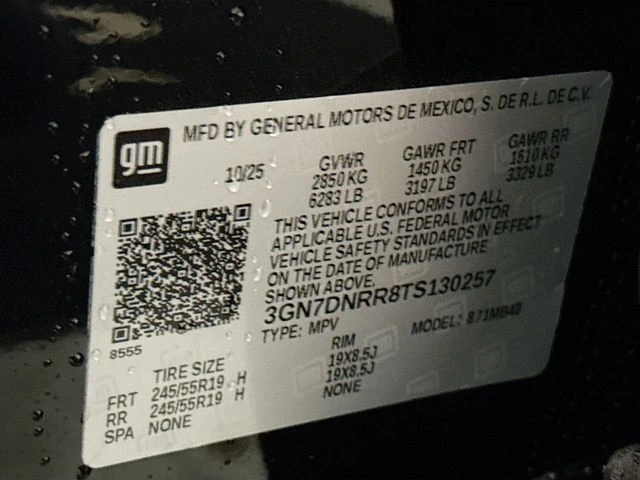 gm
MFD BY GENERAL MOTORS DE MEXICO, S. DE R.L. DE C.V.
10/25 GVWR GAWR FRT GAWR RR
2850 KG 1450 KG 1510 KG
6283 LB 3197 LB 3329 LB
THIS VEHICLE CONFORMS TO ALL
APPLICABLE U.S. FEDERAL MOTOR
VEHICLE SAFETY STANDARDS IN EFFECT
ON THE DATE OF MANUFACTURE
SHOWN ABOVE.
3GN7DNRR8TS130257
TYPE: MPV MODEL:
8555
TIRE SIZE RIM
FRT 245/55R19 H 19X8.5J
RR 245/55R19 H 19X8.5J
SPA NONE NONE